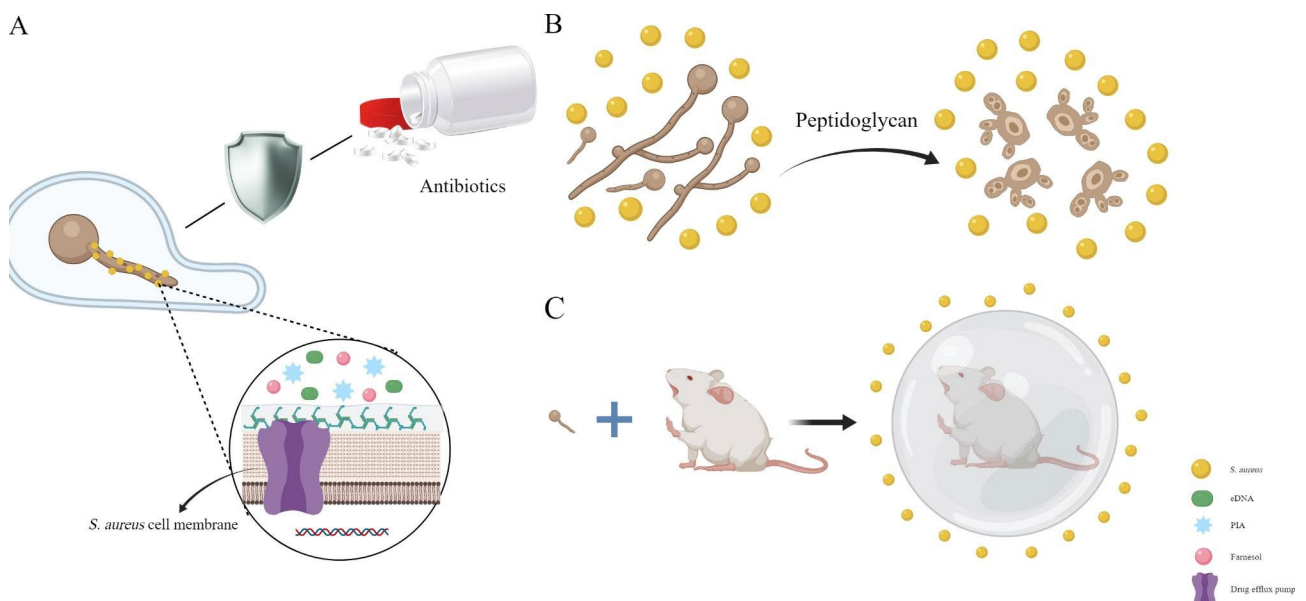 A
Antibiotics
S. aureus cell membrane
B
Peptidoglycan
C
S. aureus
eDNA
PIA
Farnesol
Drug efflux pump